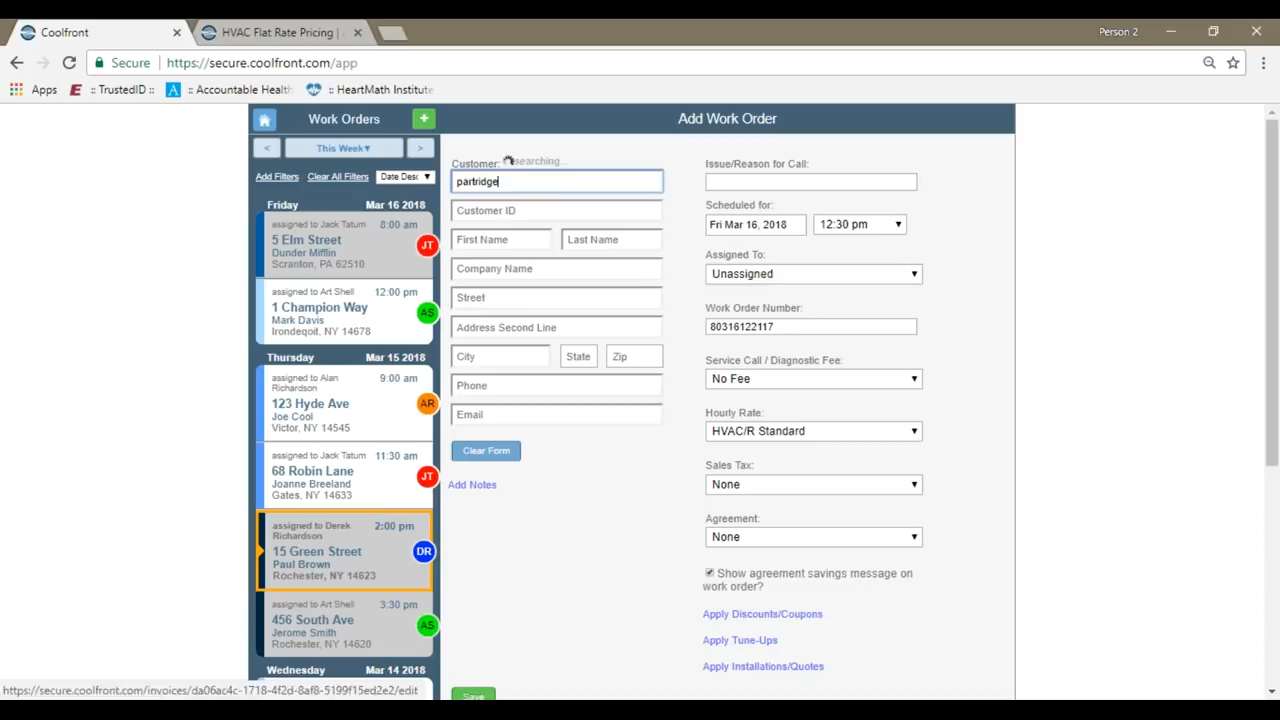 Coolfront
HVAC Flat Rate Pricing |
Person 2
Secure https://secure.coolfront.com/app
Apps
:: TrustedID ::
Accountable Health
:: HeartMath Institute
Work Orders
+
Add Work Order
<
This Week▼
>
Add Filters
Clear All Filters
Date Desc
Friday Mar 16 2018
assigned to Jack Tatum 8:00 am
5 Elm Street
Dunder Mifflin
Scranton, PA 62510
JT
assigned to Art Shell 12:00 pm
1 Champion Way
Mark Davis
Irondeqoit, NY 14678
AS
Thursday Mar 15 2018
assigned to Alan 9:00 am
Richardson
123 Hyde Ave
Joe Cool
Victor, NY 14545
AR
assigned to Jack Tatum 11:30 am
68 Robin Lane
Joanne Breeland
Gates, NY 14633
JT
assigned to Derek 2:00 pm
Richardson
15 Green Street
Paul Brown
Rochester, NY 14623
DR
assigned to Art Shell 3:30 pm
456 South Ave
Jerome Smith
Rochester, NY 14620
AS
Wednesday Mar 14 2018
Customer: searching...
partridge
Customer ID
First Name
Last Name
Company Name
Street
Address Second Line
City
State
Zip
Phone
Email
Clear Form
Add Notes
Save
Issue/Reason for Call:
Scheduled for:
Fri Mar 16, 2018
12:30 pm
Assigned To:
Unassigned
Work Order Number:
80316122117
Service Call / Diagnostic Fee:
No Fee
Hourly Rate:
HVAC/R Standard
Sales Tax:
None
Agreement:
None
Show agreement savings message on
work order?
Apply Discounts/Coupons
Apply Tune-Ups
Apply Installations/Quotes
https://secure.coolfront.com/invoices/da06ac4c-1718-4f2d-8af8-5199f15ed2e2/edit